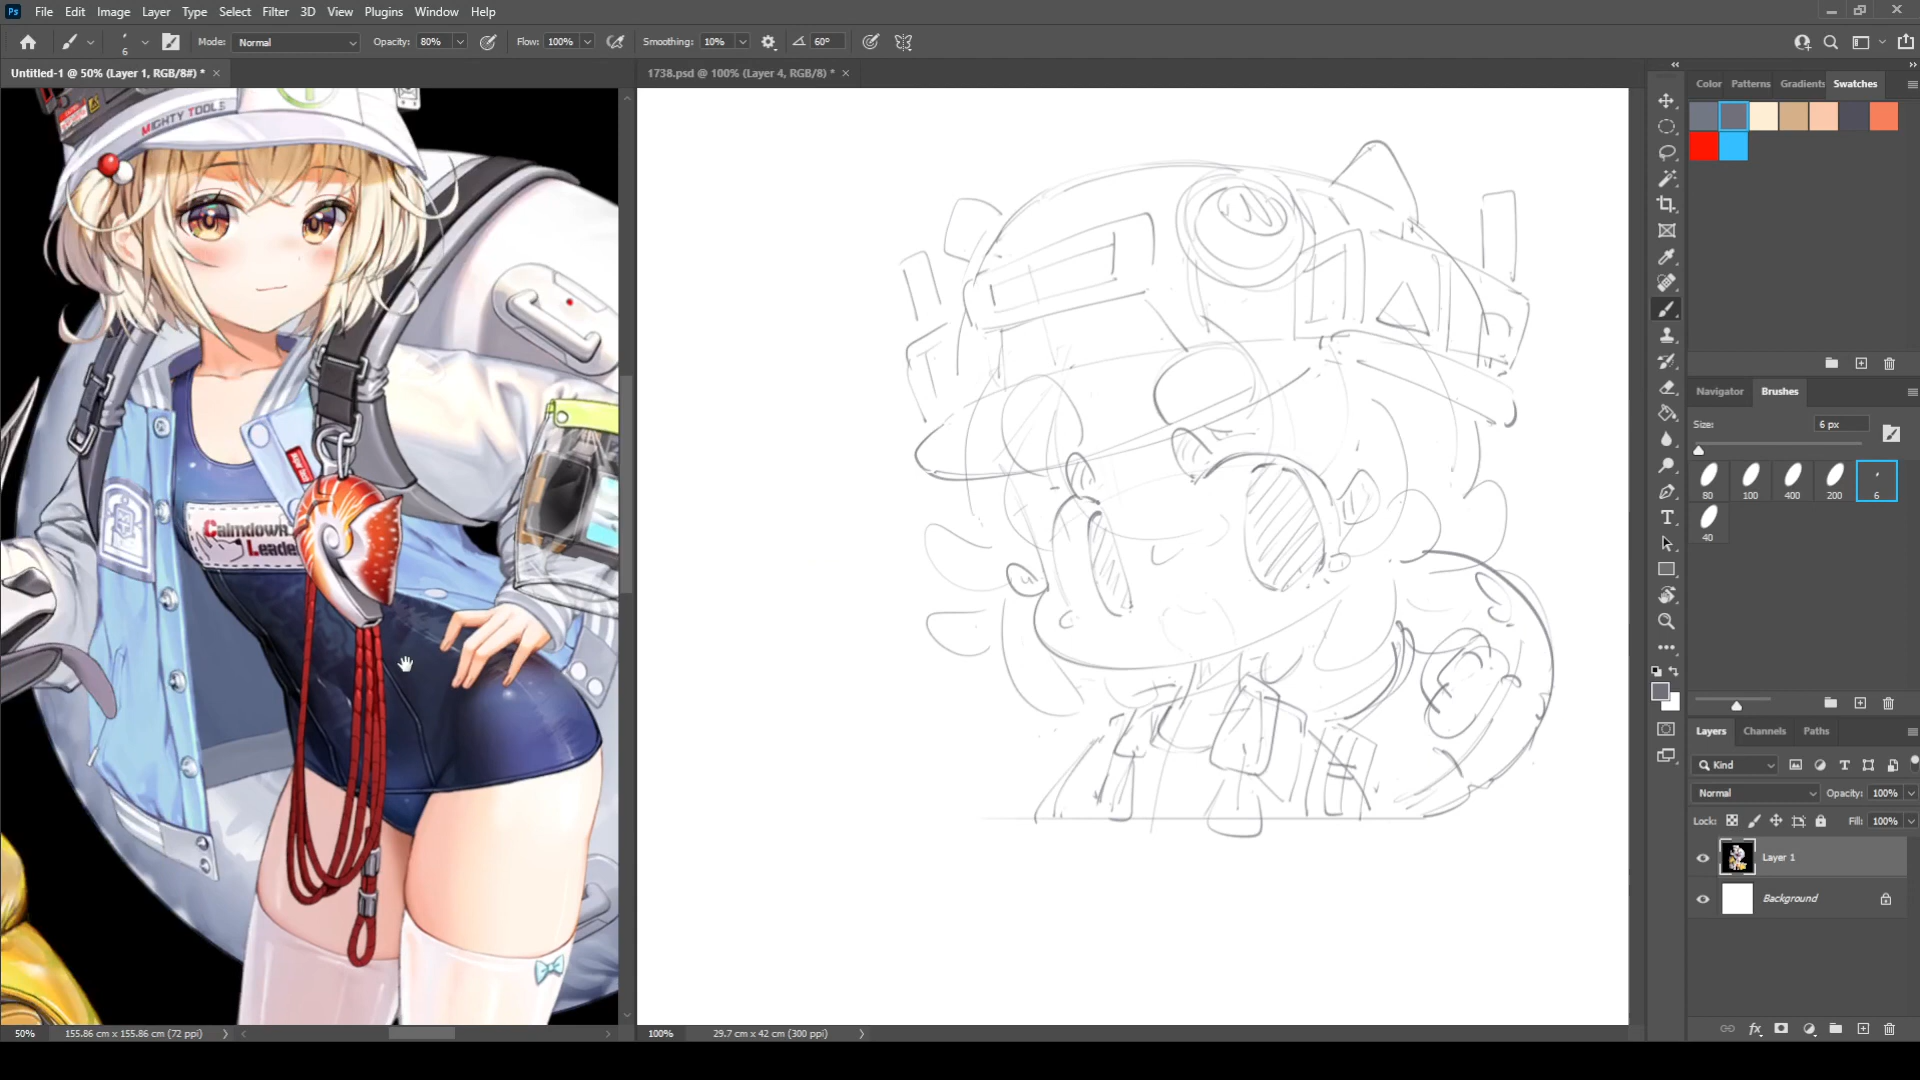 Ps File Edit Image Layer Type Select Filter 3D View Plugins Window Help
6 Mode: Normal Opacity: 80% Flow: 100% Smoothing: 10% 60°
Untitled-1 @ 50% (Layer 1, RGB/8#) * ×
1738.psd @ 100% (Layer 4, RGB/8) * ×
Color Patterns Gradients Swatches
MIGHTY TOOLS
Navigator Brushes
Size: 6 px
80 100 400 200 6
40
Calmdown
Leade
Layers Channels Paths
Kind
Normal Opacity: 100%
Lock: Fill: 100%
Layer 1
Background
50% 155.86 cm x 155.86 cm (72 ppi)
100% 29.7 cm x 42 cm (300 ppi)
fx